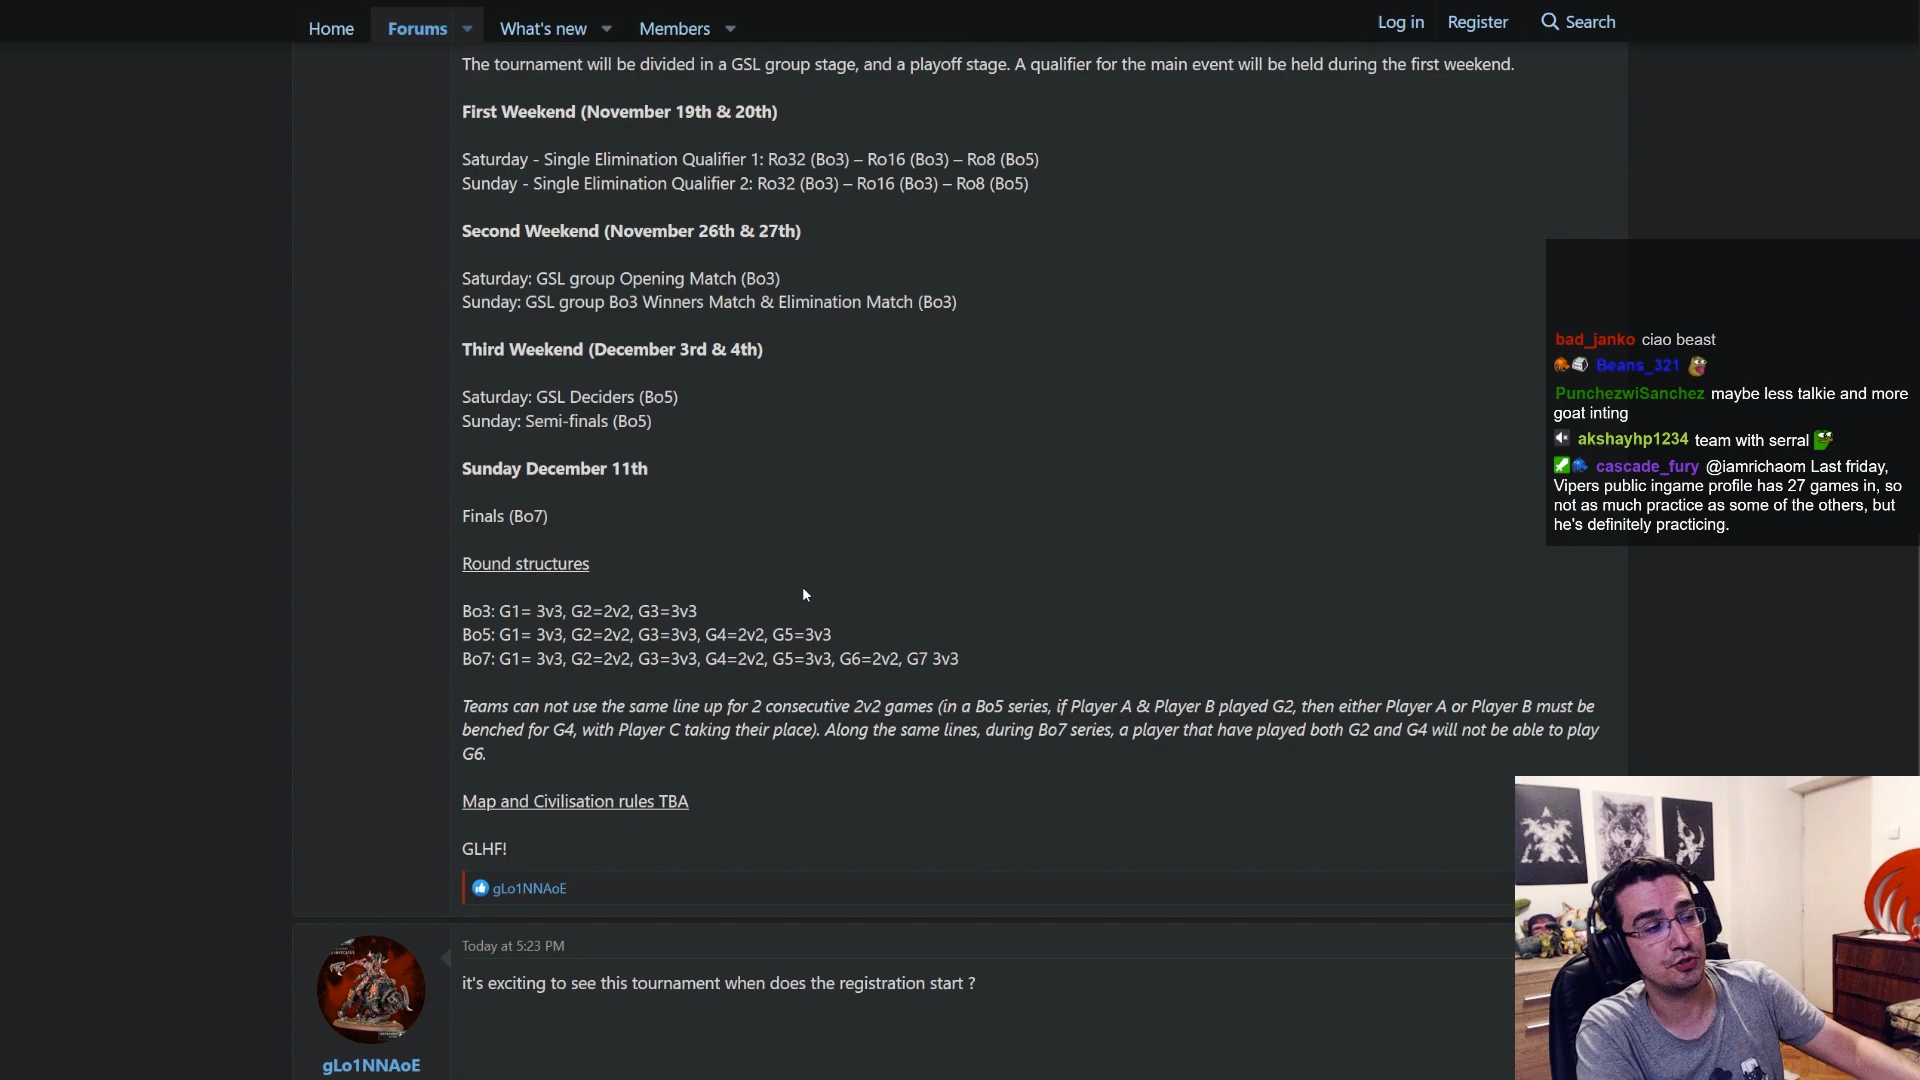 Home
Forums
What's new
Members
Log in
Register
Search
The tournament will be divided in a GSL group stage, and a playoff stage. A qualifier for the main event will be held during the first weekend.
First Weekend (November 19th & 20th)
Saturday - Single Elimination Qualifier 1: Ro32 (Bo3) – Ro16 (Bo3) – Ro8 (Bo5)
Sunday - Single Elimination Qualifier 2: Ro32 (Bo3) – Ro16 (Bo3) – Ro8 (Bo5)
Second Weekend (November 26th & 27th)
Saturday: GSL group Opening Match (Bo3)
Sunday: GSL group Bo3 Winners Match & Elimination Match (Bo3)
Third Weekend (December 3rd & 4th)
Saturday: GSL Deciders (Bo5)
Sunday: Semi-finals (Bo5)
Sunday December 11th
Finals (Bo7)
Round structures
Bo3: G1= 3v3, G2=2v2, G3=3v3
Bo5: G1= 3v3, G2=2v2, G3=3v3, G4=2v2, G5=3v3
Bo7: G1= 3v3, G2=2v2, G3=3v3, G4=2v2, G5=3v3, G6=2v2, G7 3v3
Teams can not use the same line up for 2 consecutive 2v2 games (in a Bo5 series, if Player A & Player B played G2, then either Player A or Player B must be
benched for G4, with Player C taking their place). Along the same lines, during Bo7 series, a player that have played both G2 and G4 will not be able to play
G6.
Map and Civilisation rules TBA
GLHF!
gLo1NNAoE
Today at 5:23 PM
it's exciting to see this tournament when does the registration start ?
gLo1NNAoE
bad_janko ciao beast
Beans_321
PunchezwiSanchez maybe less talkie and more
goat inting
akshayhp1234 team with serral
cascade_fury @iamrichaom Last friday,
Vipers public ingame profile has 27 games in, so
not as much practice as some of the others, but
he's definitely practicing.